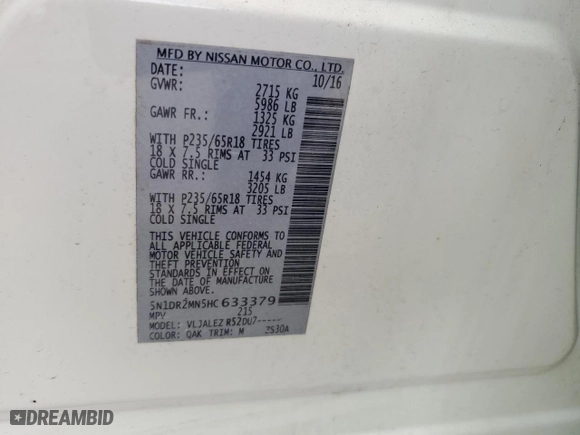 MFD BY NISSAN MOTOR CO., LTD.
DATE: 10/16
GVWR: 2715 KG
5986 LB
GAWR FR.: 1325 KG
2921 LB
WITH P235/65R18 TIRES
18 X 7.5 RIMS AT 33 PSI
COLD SINGLE
GAWR RR.: 1454 KG
3205 LB
WITH P235/65R18 TIRES
18 X 7.5 RIMS AT 33 PSI
COLD SINGLE
THIS VEHICLE CONFORMS TO
ALL APPLICABLE FEDERAL
MOTOR VEHICLE SAFETY AND
THEFT PREVENTION
STANDARDS IN EFFECT ON
THE DATE OF MANUFACTURE
SHOWN ABOVE.
5N1DR2MN5HC633379
MPV 215
MODEL: VLJALEZ R52DU7-----
COLOR: QAK TRIM: M 2530A
DREAMBID